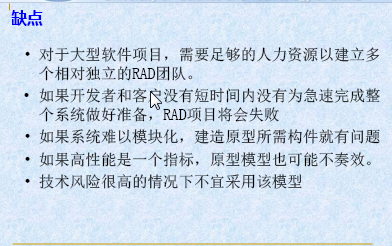 缺点
• 对于大型软件项目，需要足够的人力资源以建立多
个相对独立的RAD团队。
• 如果开发者和客户没有短时间内没有为急速完成整
个系统做好准备，RAD项目将会失败
• 如果系统难以模块化，建造原型所需构件就有问题
• 如果高性能是一个指标，原型模型也可能不奏效。
• 技术风险很高的情况下不宜采用该模型